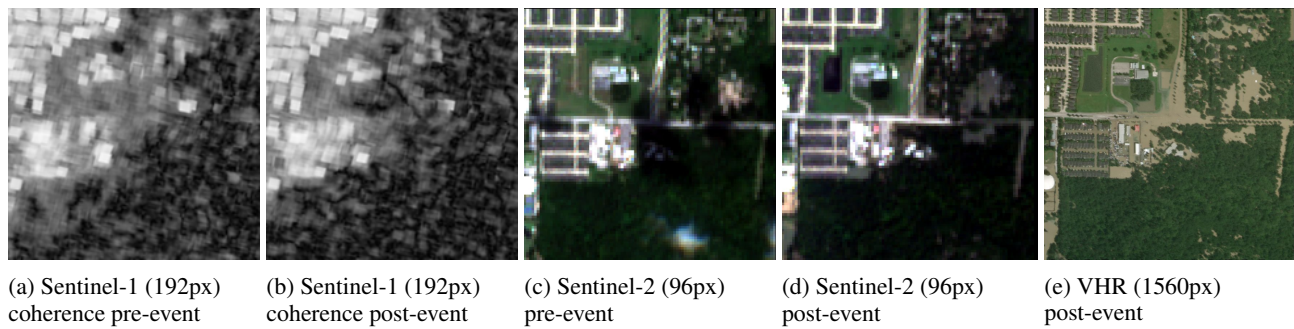 (a) Sentinel-1 (192px)
coherence pre-event
(b) Sentinel-1 (192px)
coherence post-event
(c) Sentinel-2 (96px)
pre-event
(d) Sentinel-2 (96px)
post-event
(e) VHR (1560px)
post-event